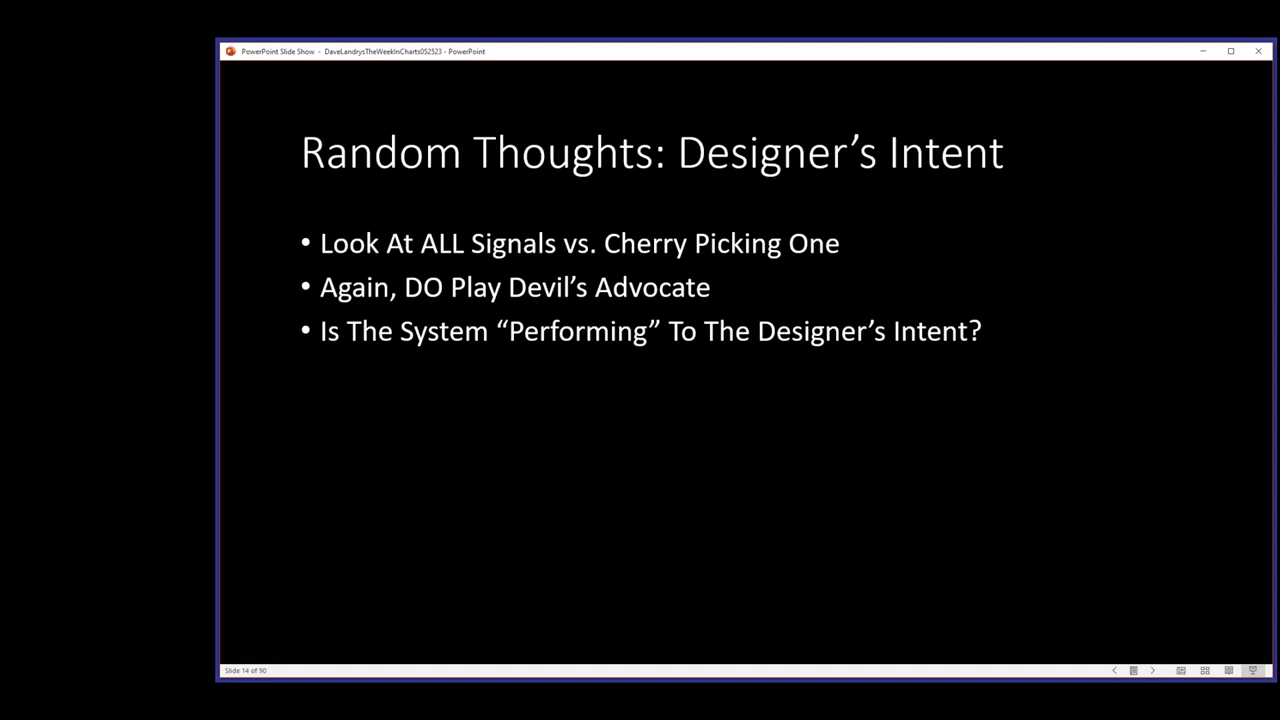 PowerPoint Slide Show - DaveLandrysTheWeekInCharts052523 - PowerPoint
Random Thoughts: Designer’s Intent
• Look At ALL Signals vs. Cherry Picking One
• Again, DO Play Devil’s Advocate
• Is The System “Performing” To The Designer’s Intent?
Slide 14 of 90